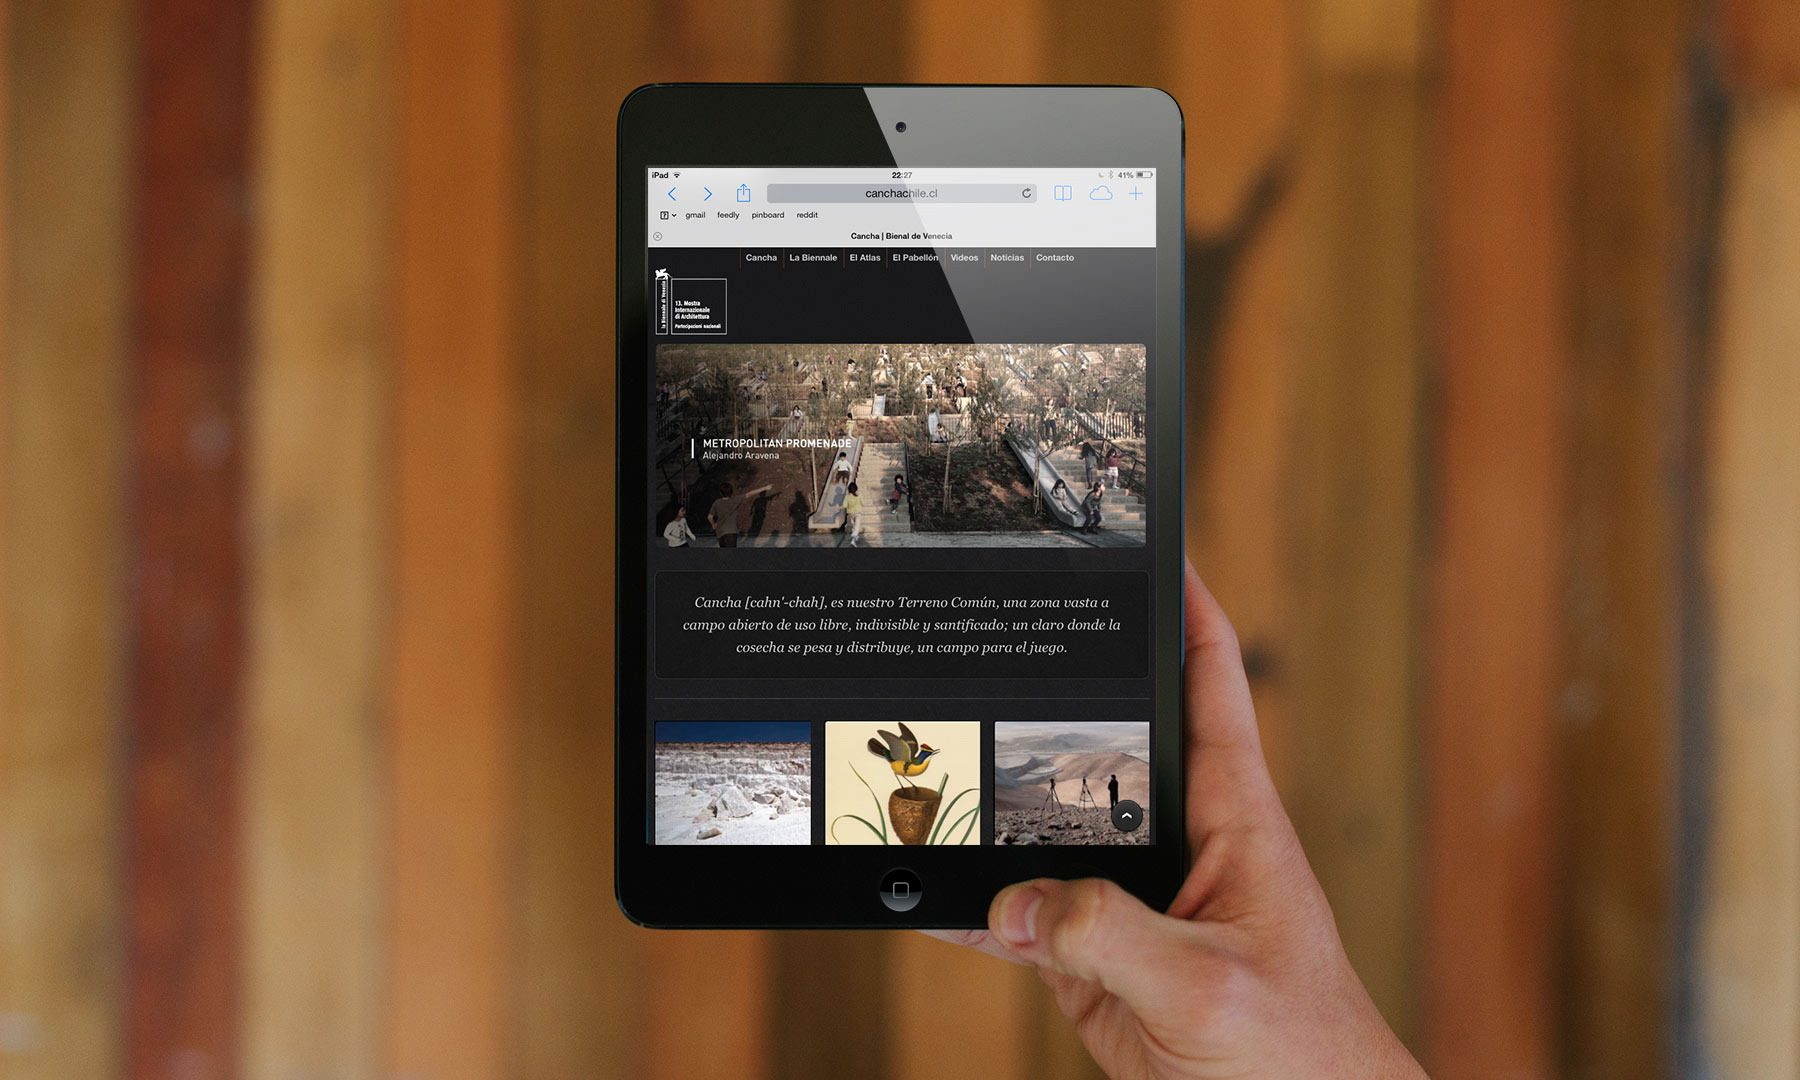 iPad 22:27 41%
canchachile.cl
gmail feedly pinboard reddit
Cancha | Bienal de Venecia
Cancha La Biennale El Atlas El Pabellón Videos Noticias Contacto
la Biennale di Venezia
13. Mostra
Internazionale
di Architettura
Partecipazioni nazionali
METROPOLITAN PROMENADE
Alejandro Aravena
Cancha [cahn'-chah], es nuestro Terreno Común, una zona vasta a
campo abierto de uso libre, indivisible y santificado; un claro donde la
cosecha se pesa y distribuye, un campo para el juego.